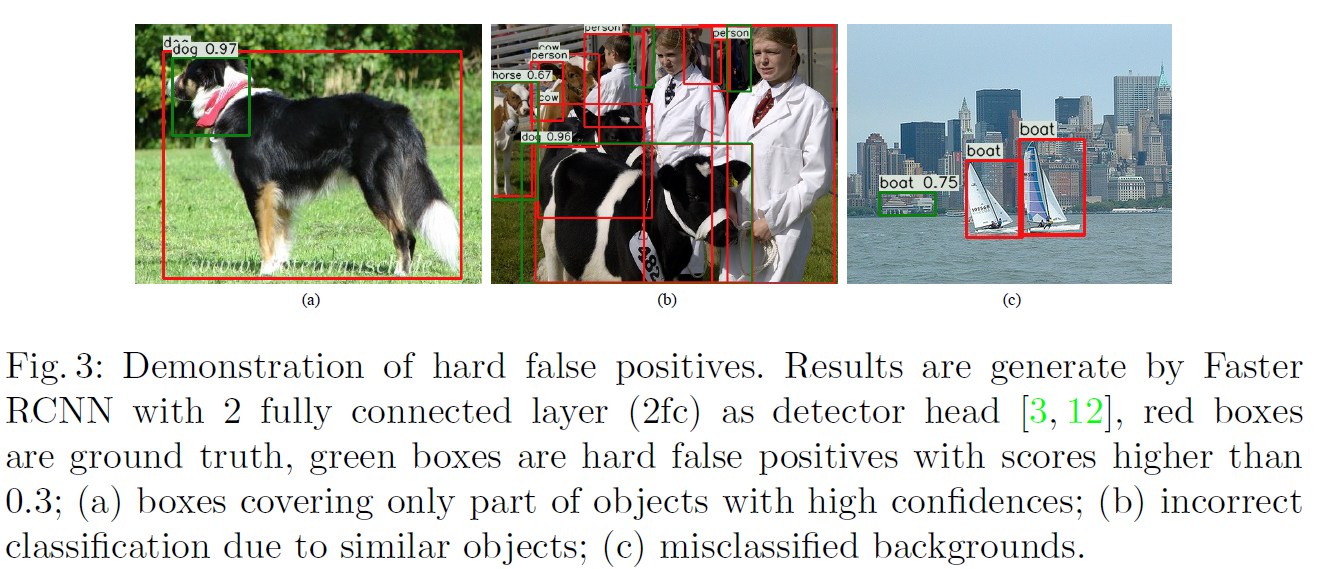 dog 0.97
person
person
cow
person
horse 0.67
cow
dog 0.96
boat
boat
boat 0.75
(a)
(b)
(c)
Fig. 3: Demonstration of hard false positives. Results are generate by Faster
RCNN with 2 fully connected layer (2fc) as detector head [3, 12], red boxes
are ground truth, green boxes are hard false positives with scores higher than
0.3; (a) boxes covering only part of objects with high confidences; (b) incorrect
classification due to similar objects; (c) misclassified backgrounds.